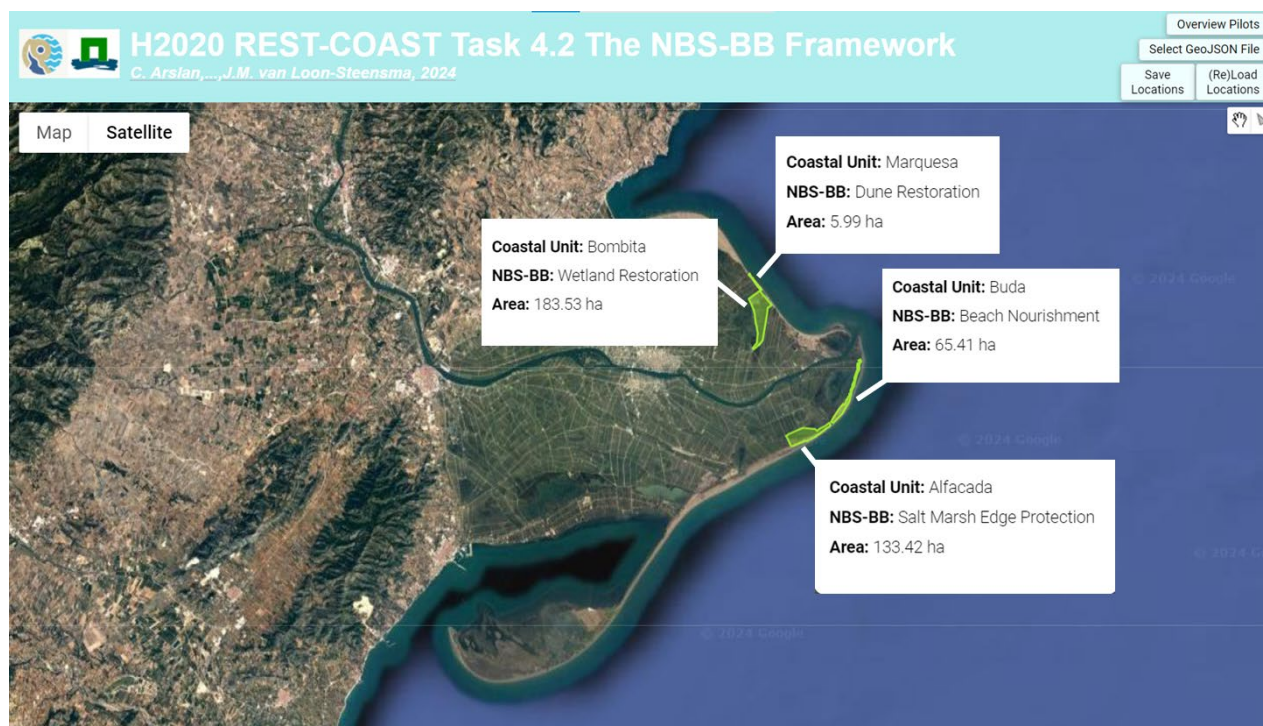 H2020 REST-COAST Task 4.2 The NBS-BB Framework
C. Arslan,...,J.M. van Loon-Steensma, 2024
Overview Pilots
Select GeoJSON File
Save
Locations
(Re)Load
Locations
Map
Satellite
Coastal Unit: Marquesa
NBS-BB: Dune Restoration
Area: 5.99 ha
Coastal Unit: Bombita
NBS-BB: Wetland Restoration
Area: 183.53 ha
Coastal Unit: Buda
NBS-BB: Beach Nourishment
Area: 65.41 ha
Coastal Unit: Alfacada
NBS-BB: Salt Marsh Edge Protection
Area: 133.42 ha
© 2024 Google
© 2024 Google
© 2024 G
© 2024 Google